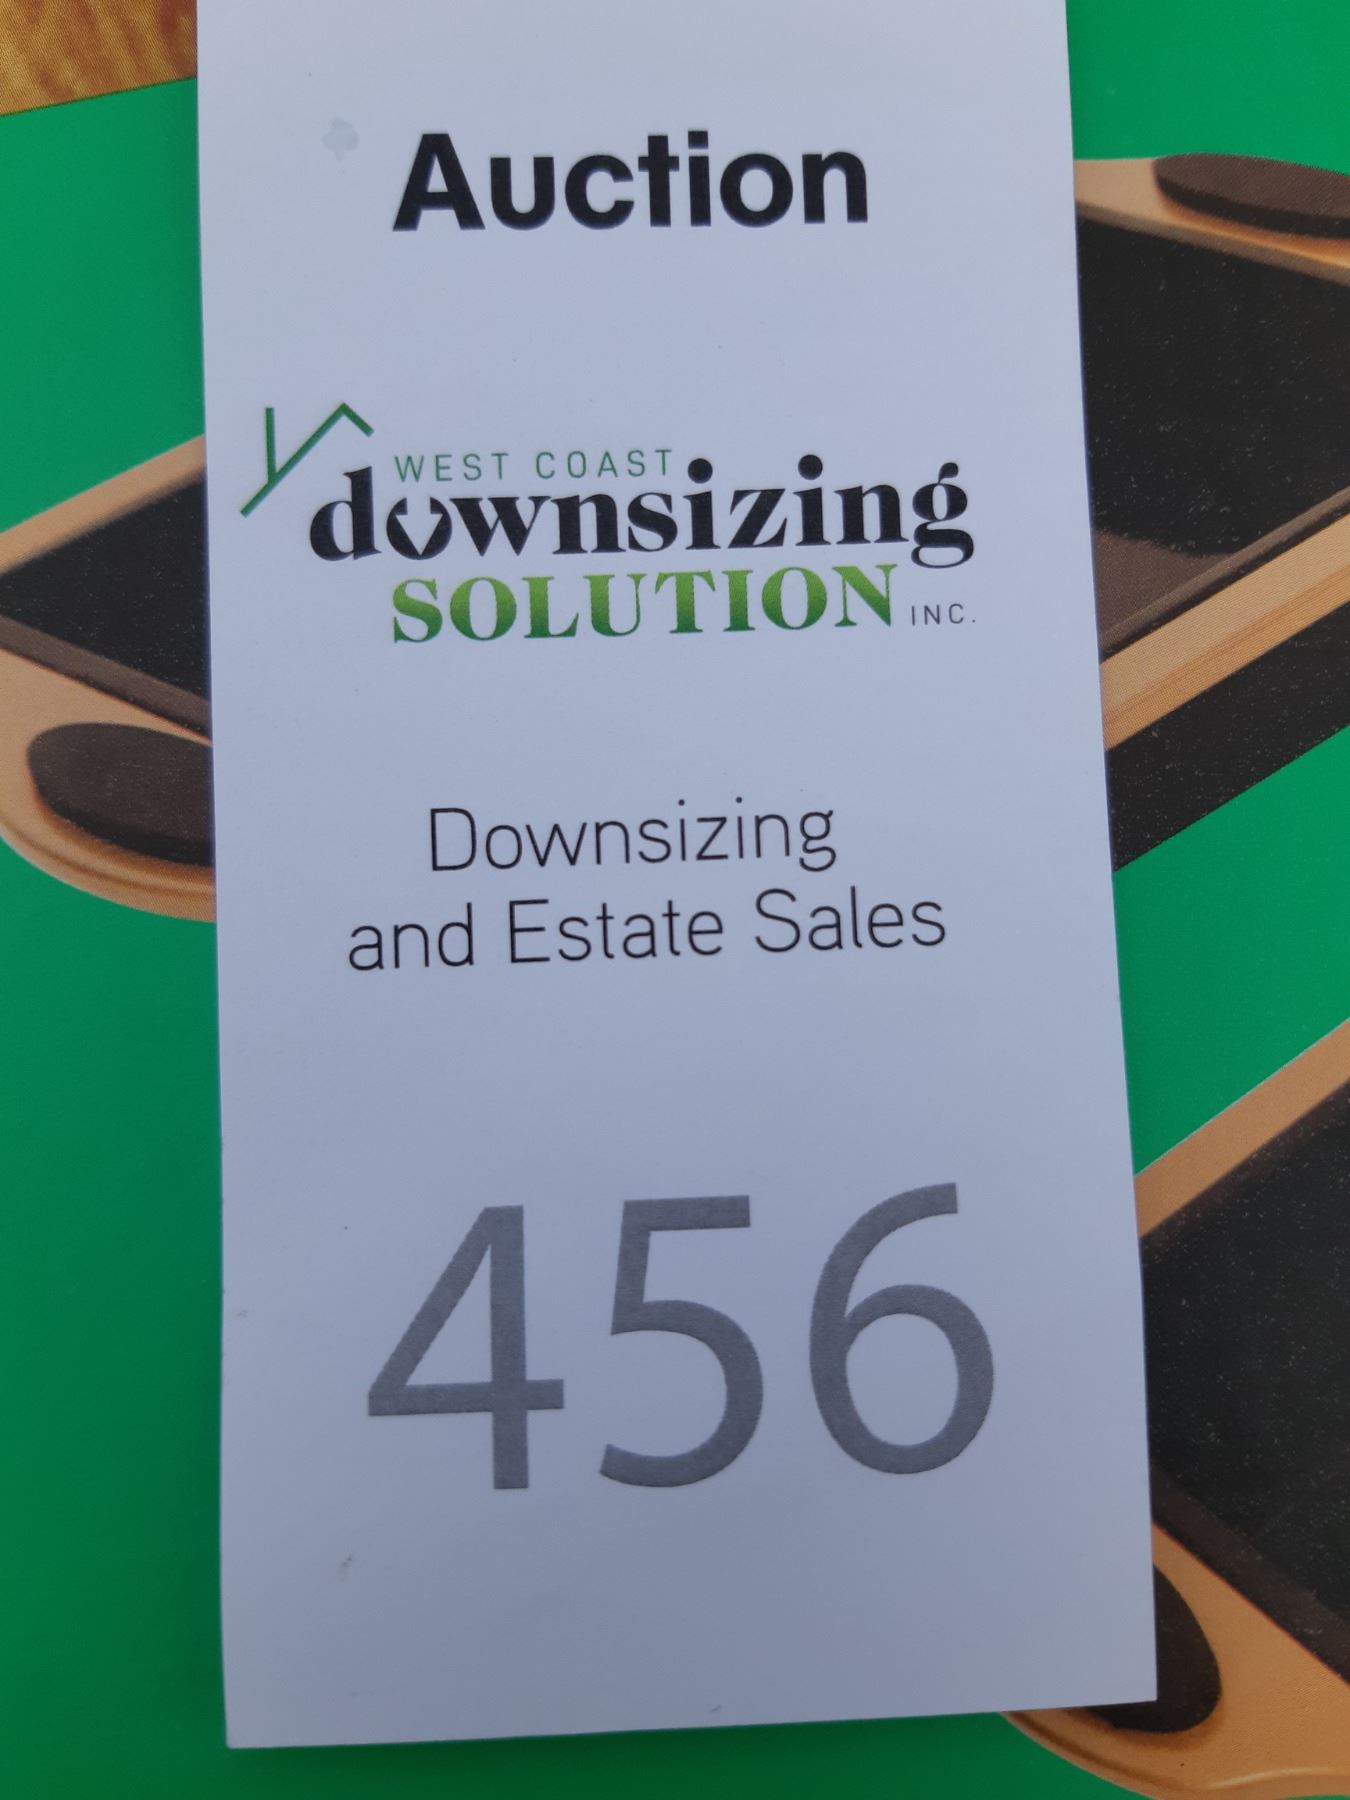 Auction
WEST COAST
downsizing
SOLUTION INC.
Downsizing
and Estate Sales
456